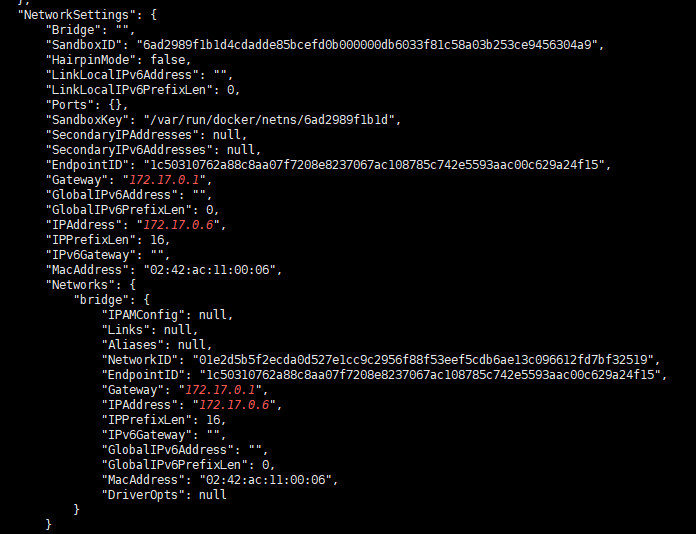 },
"NetworkSettings": {
"Bridge": "",
"SandboxID": "6ad2989f1b1d4cdadde85bcefd0b000000db6033f81c58a03b253ce9456304a9",
"HairpinMode": false,
"LinkLocalIPv6Address": "",
"LinkLocalIPv6PrefixLen": 0,
"Ports": {},
"SandboxKey": "/var/run/docker/netns/6ad2989f1b1d",
"SecondaryIPAddresses": null,
"SecondaryIPv6Addresses": null,
"EndpointID": "1c50310762a88c8aa07f7208e8237067ac108785c742e5593aac00c629a24f15",
"Gateway": "172.17.0.1",
"GlobalIPv6Address": "",
"GlobalIPv6PrefixLen": 0,
"IPAddress": "172.17.0.6",
"IPPrefixLen": 16,
"IPv6Gateway": "",
"MacAddress": "02:42:ac:11:00:06",
"Networks": {
"bridge": {
"IPAMConfig": null,
"Links": null,
"Aliases": null,
"NetworkID": "01e2d5b5f2ecda0d527e1cc9c2956f88f53eef5cdb6ae13c096612fd7bf32519",
"EndpointID": "1c50310762a88c8aa07f7208e8237067ac108785c742e5593aac00c629a24f15",
"Gateway": "172.17.0.1",
"IPAddress": "172.17.0.6",
"IPPrefixLen": 16,
"IPv6Gateway": "",
"GlobalIPv6Address": "",
"GlobalIPv6PrefixLen": 0,
"MacAddress": "02:42:ac:11:00:06",
"DriverOpts": null
}
}